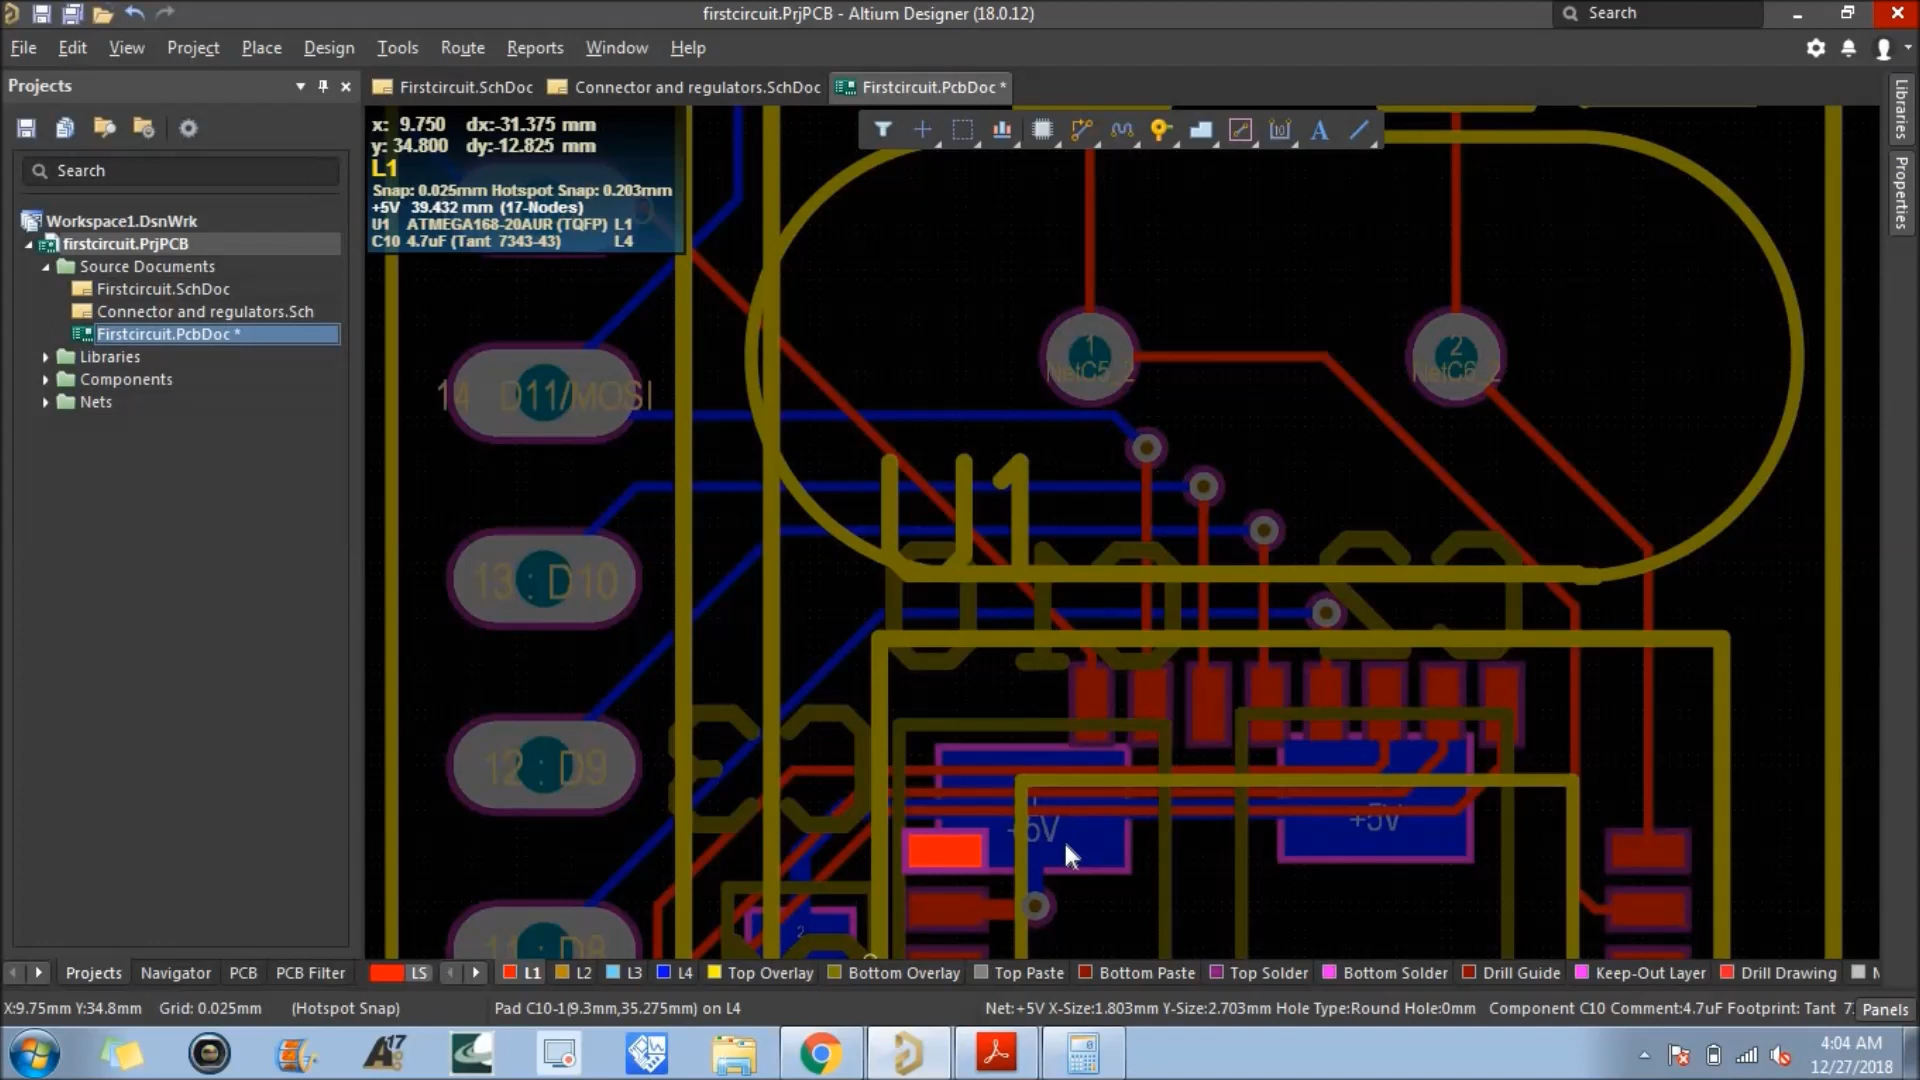 firstcircuit.PrjPCB - Altium Designer (18.0.12)
Search
File Edit View Project Place Design Tools Route Reports Window Help
Projects
Firstcircuit.SchDoc
Connector and regulators.SchDoc
Firstcircuit.PcbDoc *
Libraries
Properties
Search
Workspace1.DsnWrk
firstcircuit.PrjPCB
Source Documents
Firstcircuit.SchDoc
Connector and regulators.Sch
Firstcircuit.PcbDoc *
Libraries
Components
Nets
x: 9.750 dx:-31.375 mm
y: 34.800 dy:-12.825 mm
L1
Snap: 0.025mm Hotspot Snap: 0.203mm
+5V 39.432 mm (17-Nodes)
U1 ATMEGA168-20AUR (TQFP) L1
C10 4.7uF (Tant 7343-43) L4
1
NetC5_2
2
NetC6_2
14 D11/MOSI
U1
13 : D10
12 : D9
+5V
+5V
11 : D8
2
Projects Navigator PCB PCB Filter
LS L1 L2 L3 L4 Top Overlay Bottom Overlay Top Paste Bottom Paste Top Solder Bottom Solder Drill Guide Keep-Out Layer Drill Drawing
X:9.75mm Y:34.8mm Grid: 0.025mm (Hotspot Snap) Pad C10-1(9.3mm,35.275mm) on L4 Net:+5V X-Size:1.803mm Y-Size:2.703mm Hole Type:Round Hole:0mm Component C10 Comment:4.7uF Footprint: Tant Panels
17
4:04 AM
12/27/2018